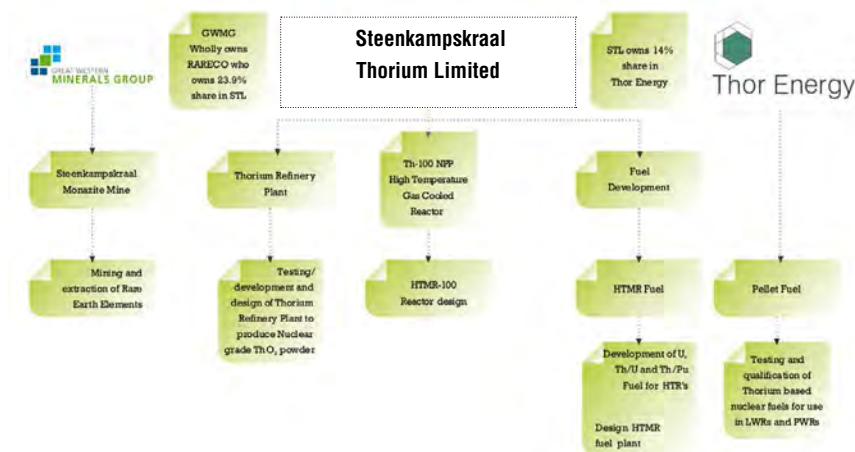 GREAT WESTERN
MINERALS GROUP
GWMG
Wholly owns
RARECO who
owns 23.9%
share in STL
Steenkampskraal
Thorium Limited
STL owns 14%
share in
Thor Energy
Thor Energy
Steenkampskraal
Monazite Mine
Thorium Refinery
Plant
Th-100 NPP
High Temperature
Gas Cooled
Reactor
Fuel
Development
Mining and
extraction of Rare
Earth Elements
Testing/
development and
design of Thorium
Refinery Plant to
produce Nuclear
grade ThO₂ powder
HTMR-100
Reactor design
HTMR Fuel
Pellet Fuel
Development of U,
Th/U and Th/Pu
Fuel for HTR's
Design HTMR
fuel plant
Testing and
qualification of
Thorium based
nuclear fuels for use
in LWRs and PWRs